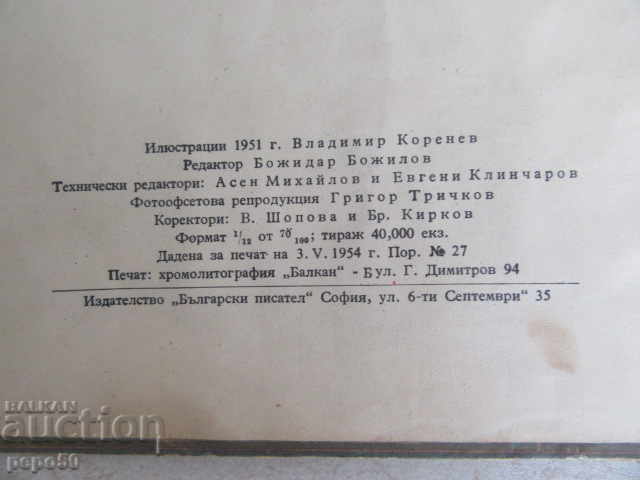 Илюстрации 1951 г. Владимир Коренев
Редактор Божидар Божилов
Технически редактори: Асен Михайлов и Евгени Клинчаров
Фотоофсетова репродукция Григор Тричков
Коректори: В. Шопова и Бр. Кирков
Формат 1/12 от 70/100; тираж 40,000 екз.
Дадена за печат на 3. V. 1954 г. Пор. № 27
Печат: хромолитография „Балкан“ - Бул. Г. Димитров 94
Издателство „Български писател“ София, ул. 6-ти Септември 35
BALKAN
auction
pepo50